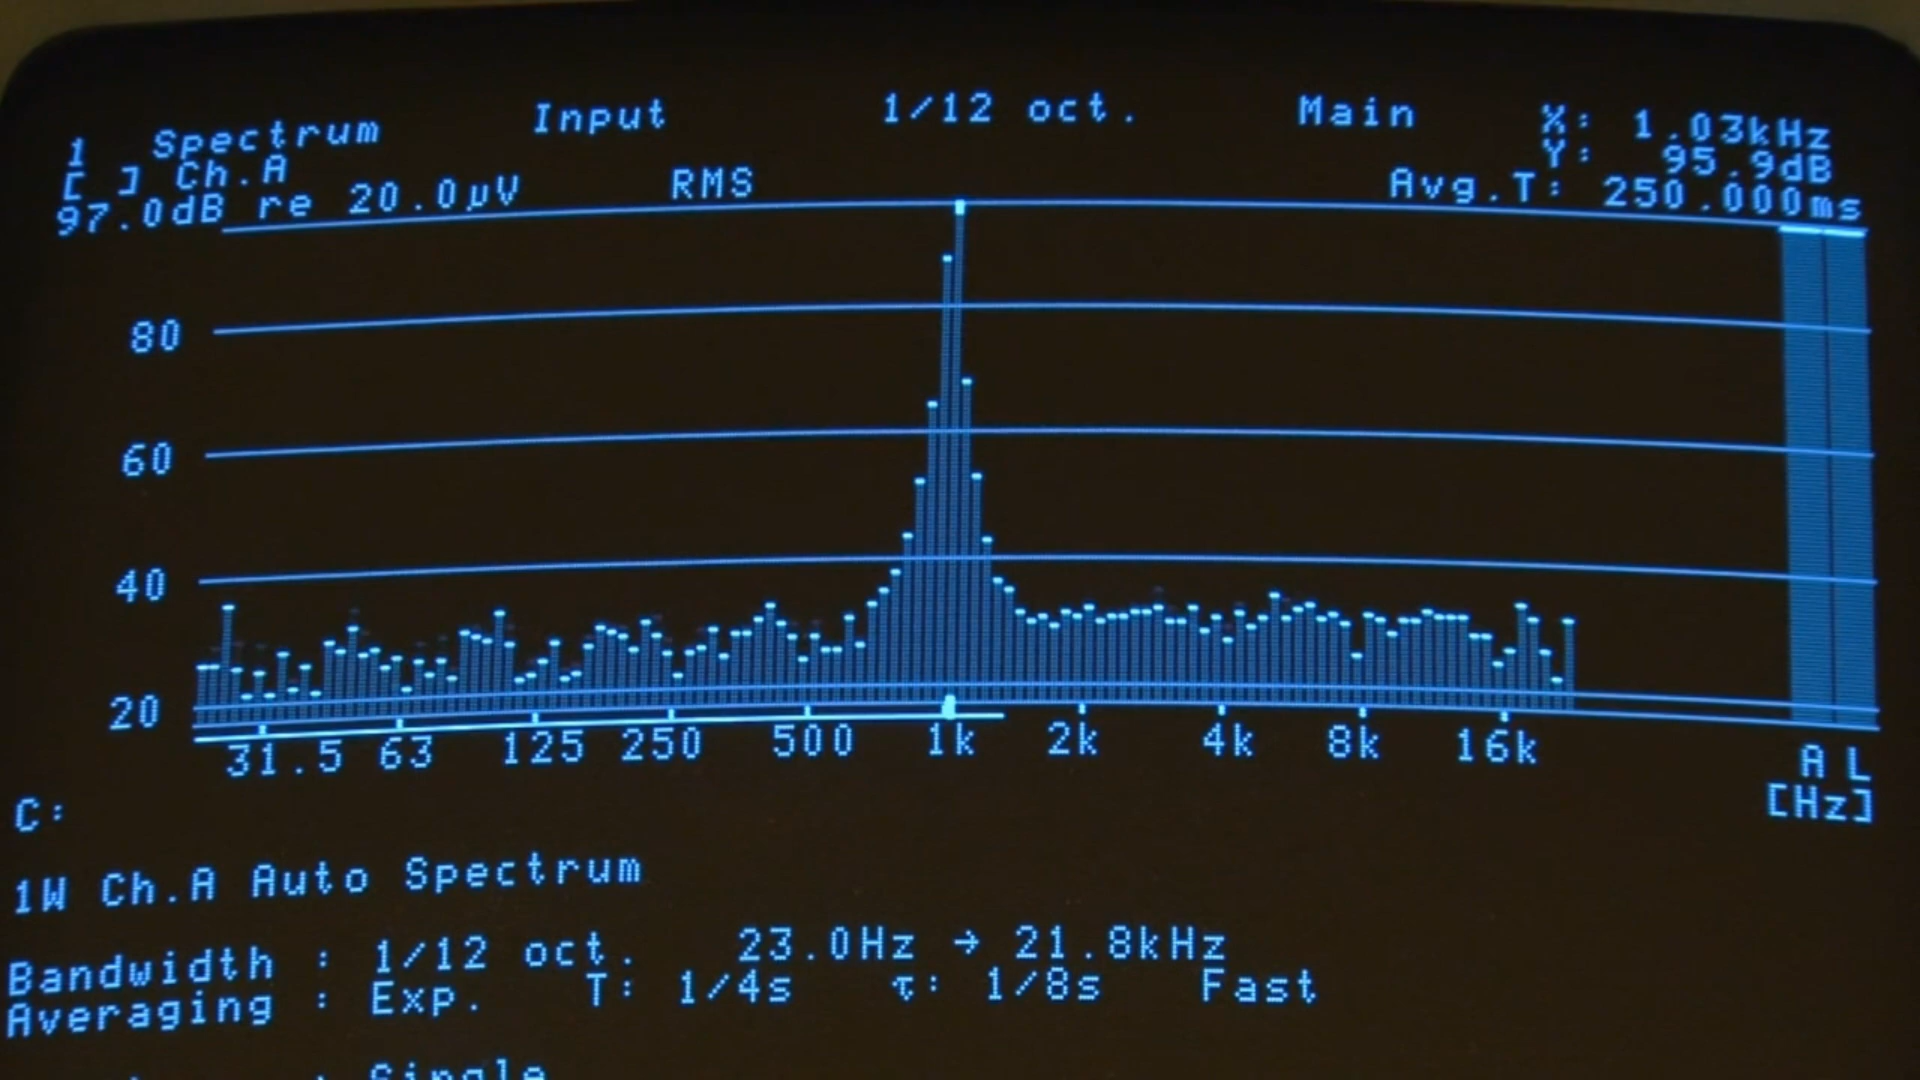 1 Spectrum Input 1/12 oct. Main X: 1.03kHz
[ ] Ch.A Y: 95.9dB
97.0dB re 20.0µV RMS Avg.T: 250.000ms
80
60
40
20
31.5 63 125 250 500 1k 2k 4k 8k 16k A L
[Hz]
C:
1W Ch.A Auto Spectrum
Bandwidth : 1/12 oct. 23.0Hz → 21.8kHz
Averaging : Exp. T: 1/4s τ: 1/8s Fast
: Single